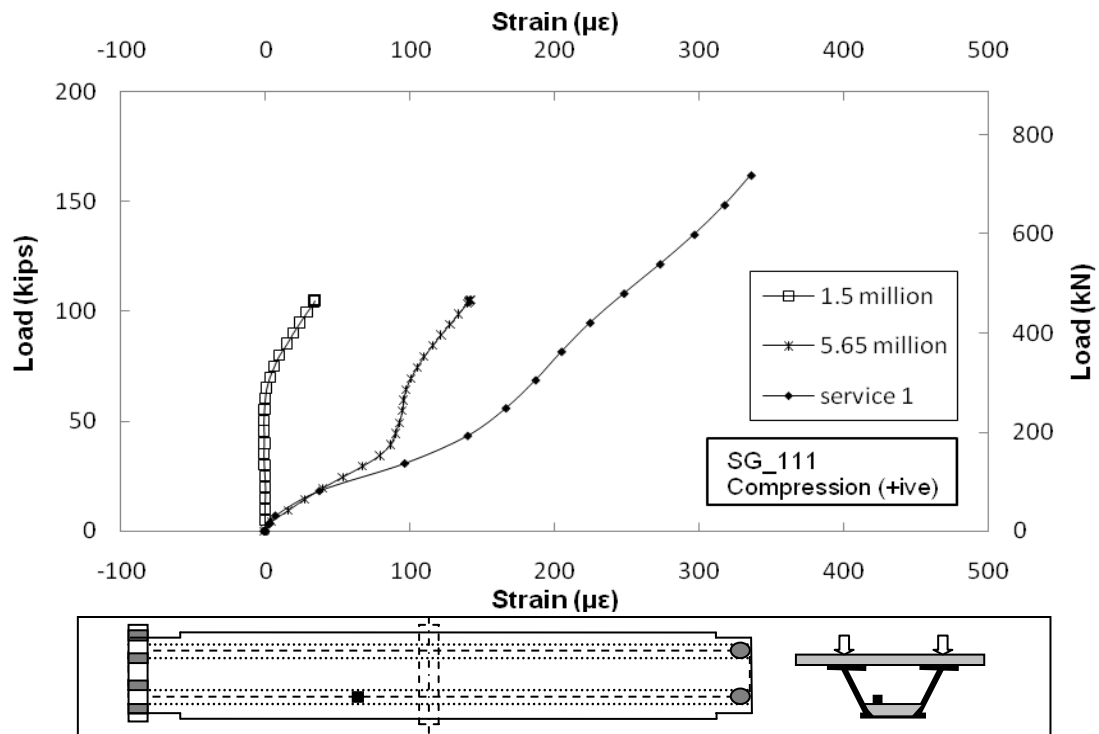 Strain (µε)
-100 0 100 200 300 400 500
200
150
100
50
0
Load (kips)
800
600
400
200
0
Load (kN)
1.5 million
5.65 million
service 1
SG_111
Compression (+ive)
-100 0 100 200 300 400 500
Strain (µε)